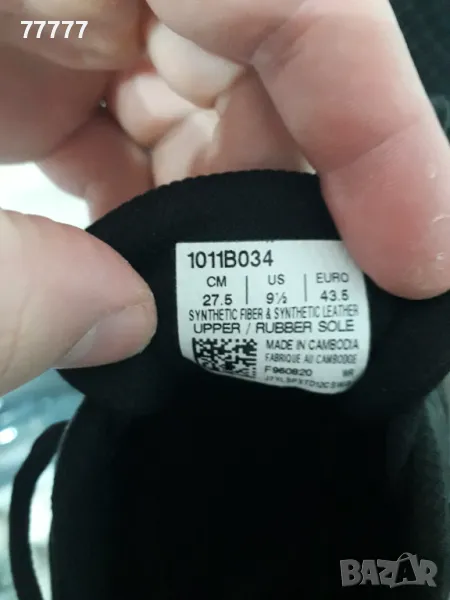 77777
1011B034
CM US EURO
27.5 9½ 43.5
SYNTHETIC FIBER & SYNTHETIC LEATHER
UPPER / RUBBER SOLE
MADE IN CAMBODIA
FABRIQUE AU CAMBODGE
F960820 WR
BAZAR